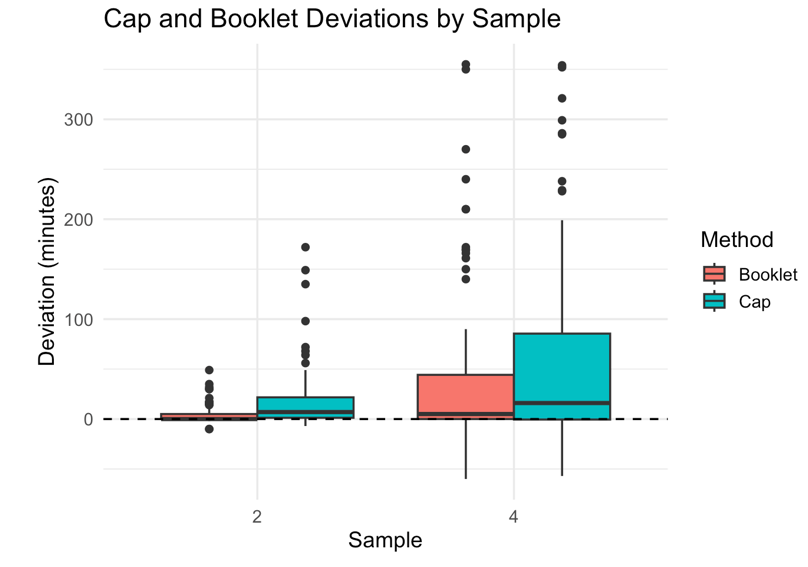 Cap and Booklet Deviations by Sample
300
200
100
0
Deviation (minutes)
2
4
Sample
Method
Booklet
Cap